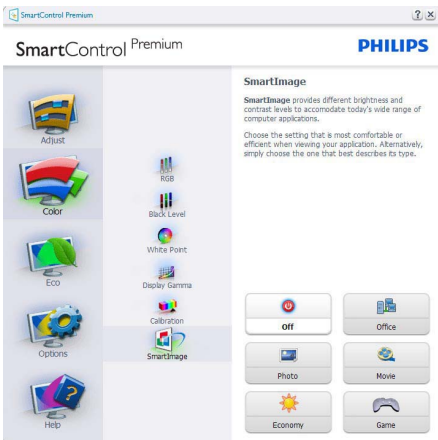 SmartControl Premium
? x
SmartControl Premium
PHILIPS
Adjust
Color
Eco
Options
Help
RGB
Black Level
White Point
Display Gamma
Calibration
SmartImage
SmartImage
SmartImage provides different brightness and
contrast levels to accomodate today's wide range of
computer applications.
Choose the setting that is most comfortable or
efficient when viewing your application. Alternatively,
simply choose the one that best describes its type.
Off
Office
Photo
Movie
Economy
Game